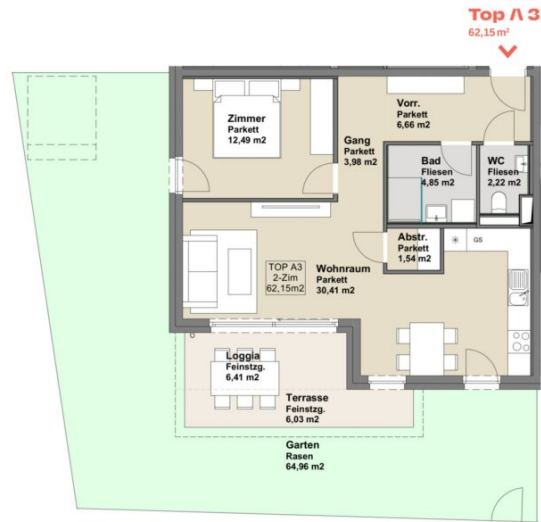 Top A 3
62,15 m²
Zimmer
Parkett
12,49 m2
Vorr.
Parkett
6,66 m2
Gang
Parkett
3,98 m2
Bad
Fliesen
4,85 m2
WC
Fliesen
2,22 m2
Abstr.
Parkett
1,54 m2
GS
TOP A3
2-Zim
62,15m2
Wohnraum
Parkett
30,41 m2
Loggia
Feinstzg.
6,41 m2
Terrasse
Feinstzg.
6,03 m2
Garten
Rasen
64,96 m2